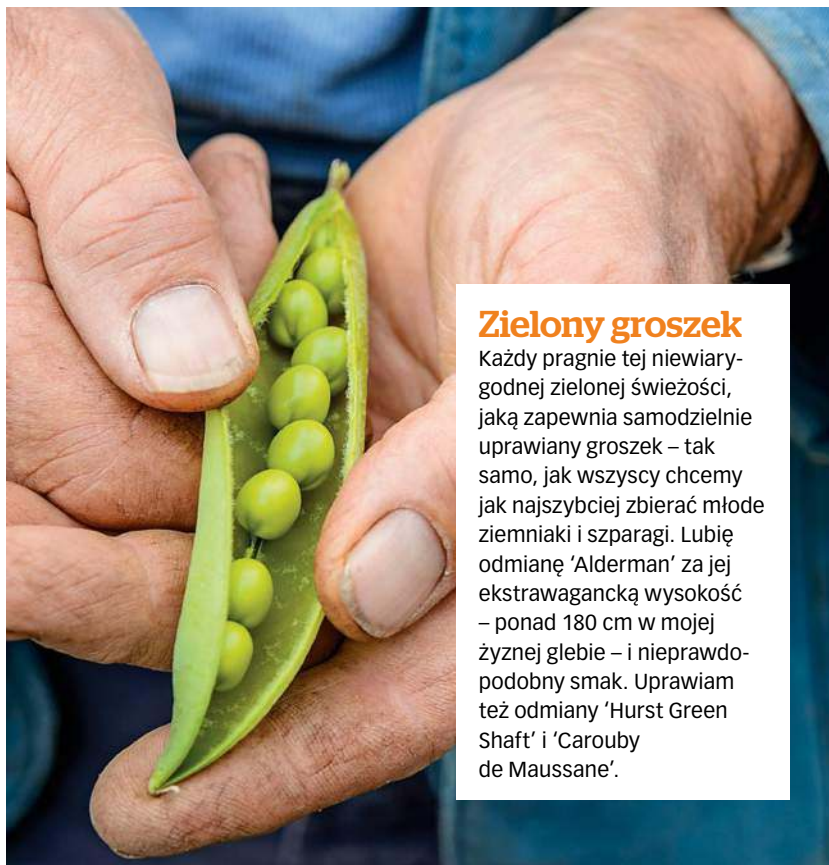 Zielony groszek
Każdy pragnie tej niewiary-
godnej zielonej świeżości,
jaką zapewnia samodzielnie
uprawiany groszek – tak
samo, jak wszyscy chcemy
jak najszybciej zbierać młode
ziemniaki i szparagi. Lubię
odmianę ‘Alderman’ za jej
ekstrawagancką wysokość
– ponad 180 cm w mojej
żyznej glebie – i nieprawdo-
podobny smak. Uprawiam
też odmiany ‘Hurst Green
Shaft’ i ‘Carouby
de Maussane’.